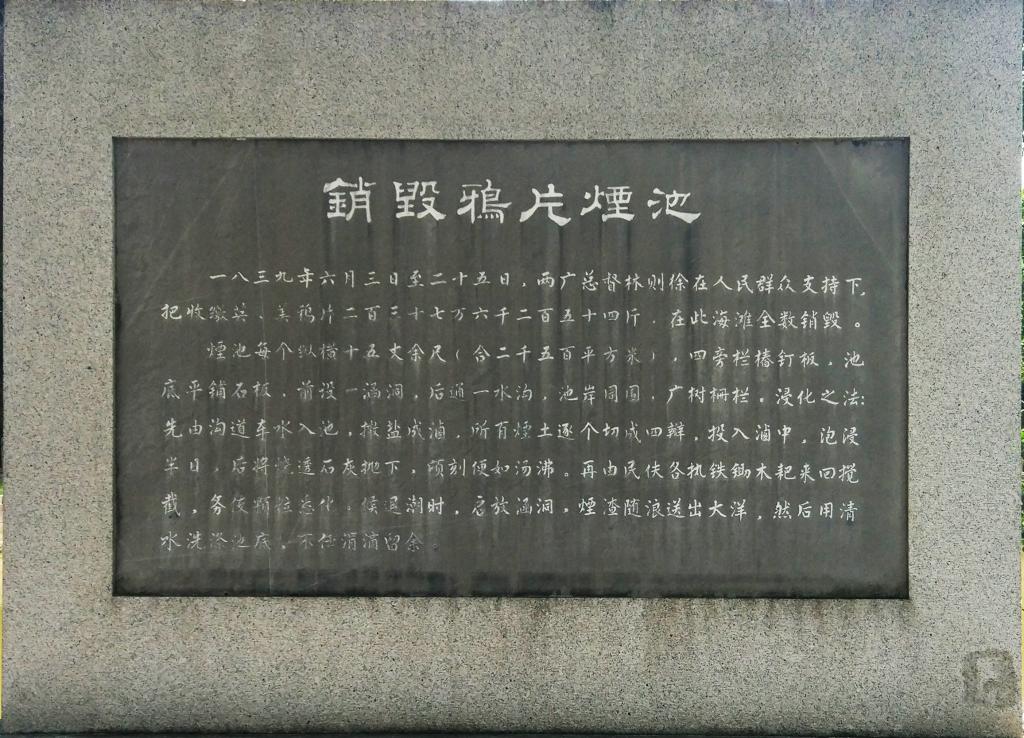 銷毀鴉片煙池
一八三九年六月三日至二十五日，两广总督林则徐在人民群众支持下，
把收缴英、美鸦片二百三十七万六千二百五十四斤．在此海滩全数销毁。
煙池每个纵横十五丈余尺（合二千五百平方米），四旁栏樁钉板，池
底平铺石板．前设一涵洞，后通一水沟，池岸周围．广树栅栏。浸化之法：
先由沟道车水入池，撒盐成滷，所有煙土逐个切成四瓣，投入滷中，泡浸
半日，后将烧透石灰抛下，顷刻便如汤沸。再由民伕各执铁锄木耙来回搅
截，务使颗粒悉化。候退潮时，启放涵洞，煙渣随浪送出大洋，然后用清
水洗涤池底，不任涓滴留余。